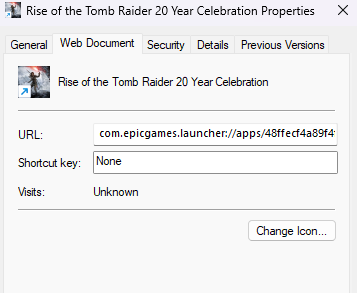 Rise of the Tomb Raider 20 Year Celebration Properties
General Web Document Security Details Previous Versions
Rise of the Tomb Raider 20 Year Celebration
URL: com.epicgames.launcher://apps/48ffecf4a89f4
Shortcut key: None
Visits: Unknown
Change Icon...